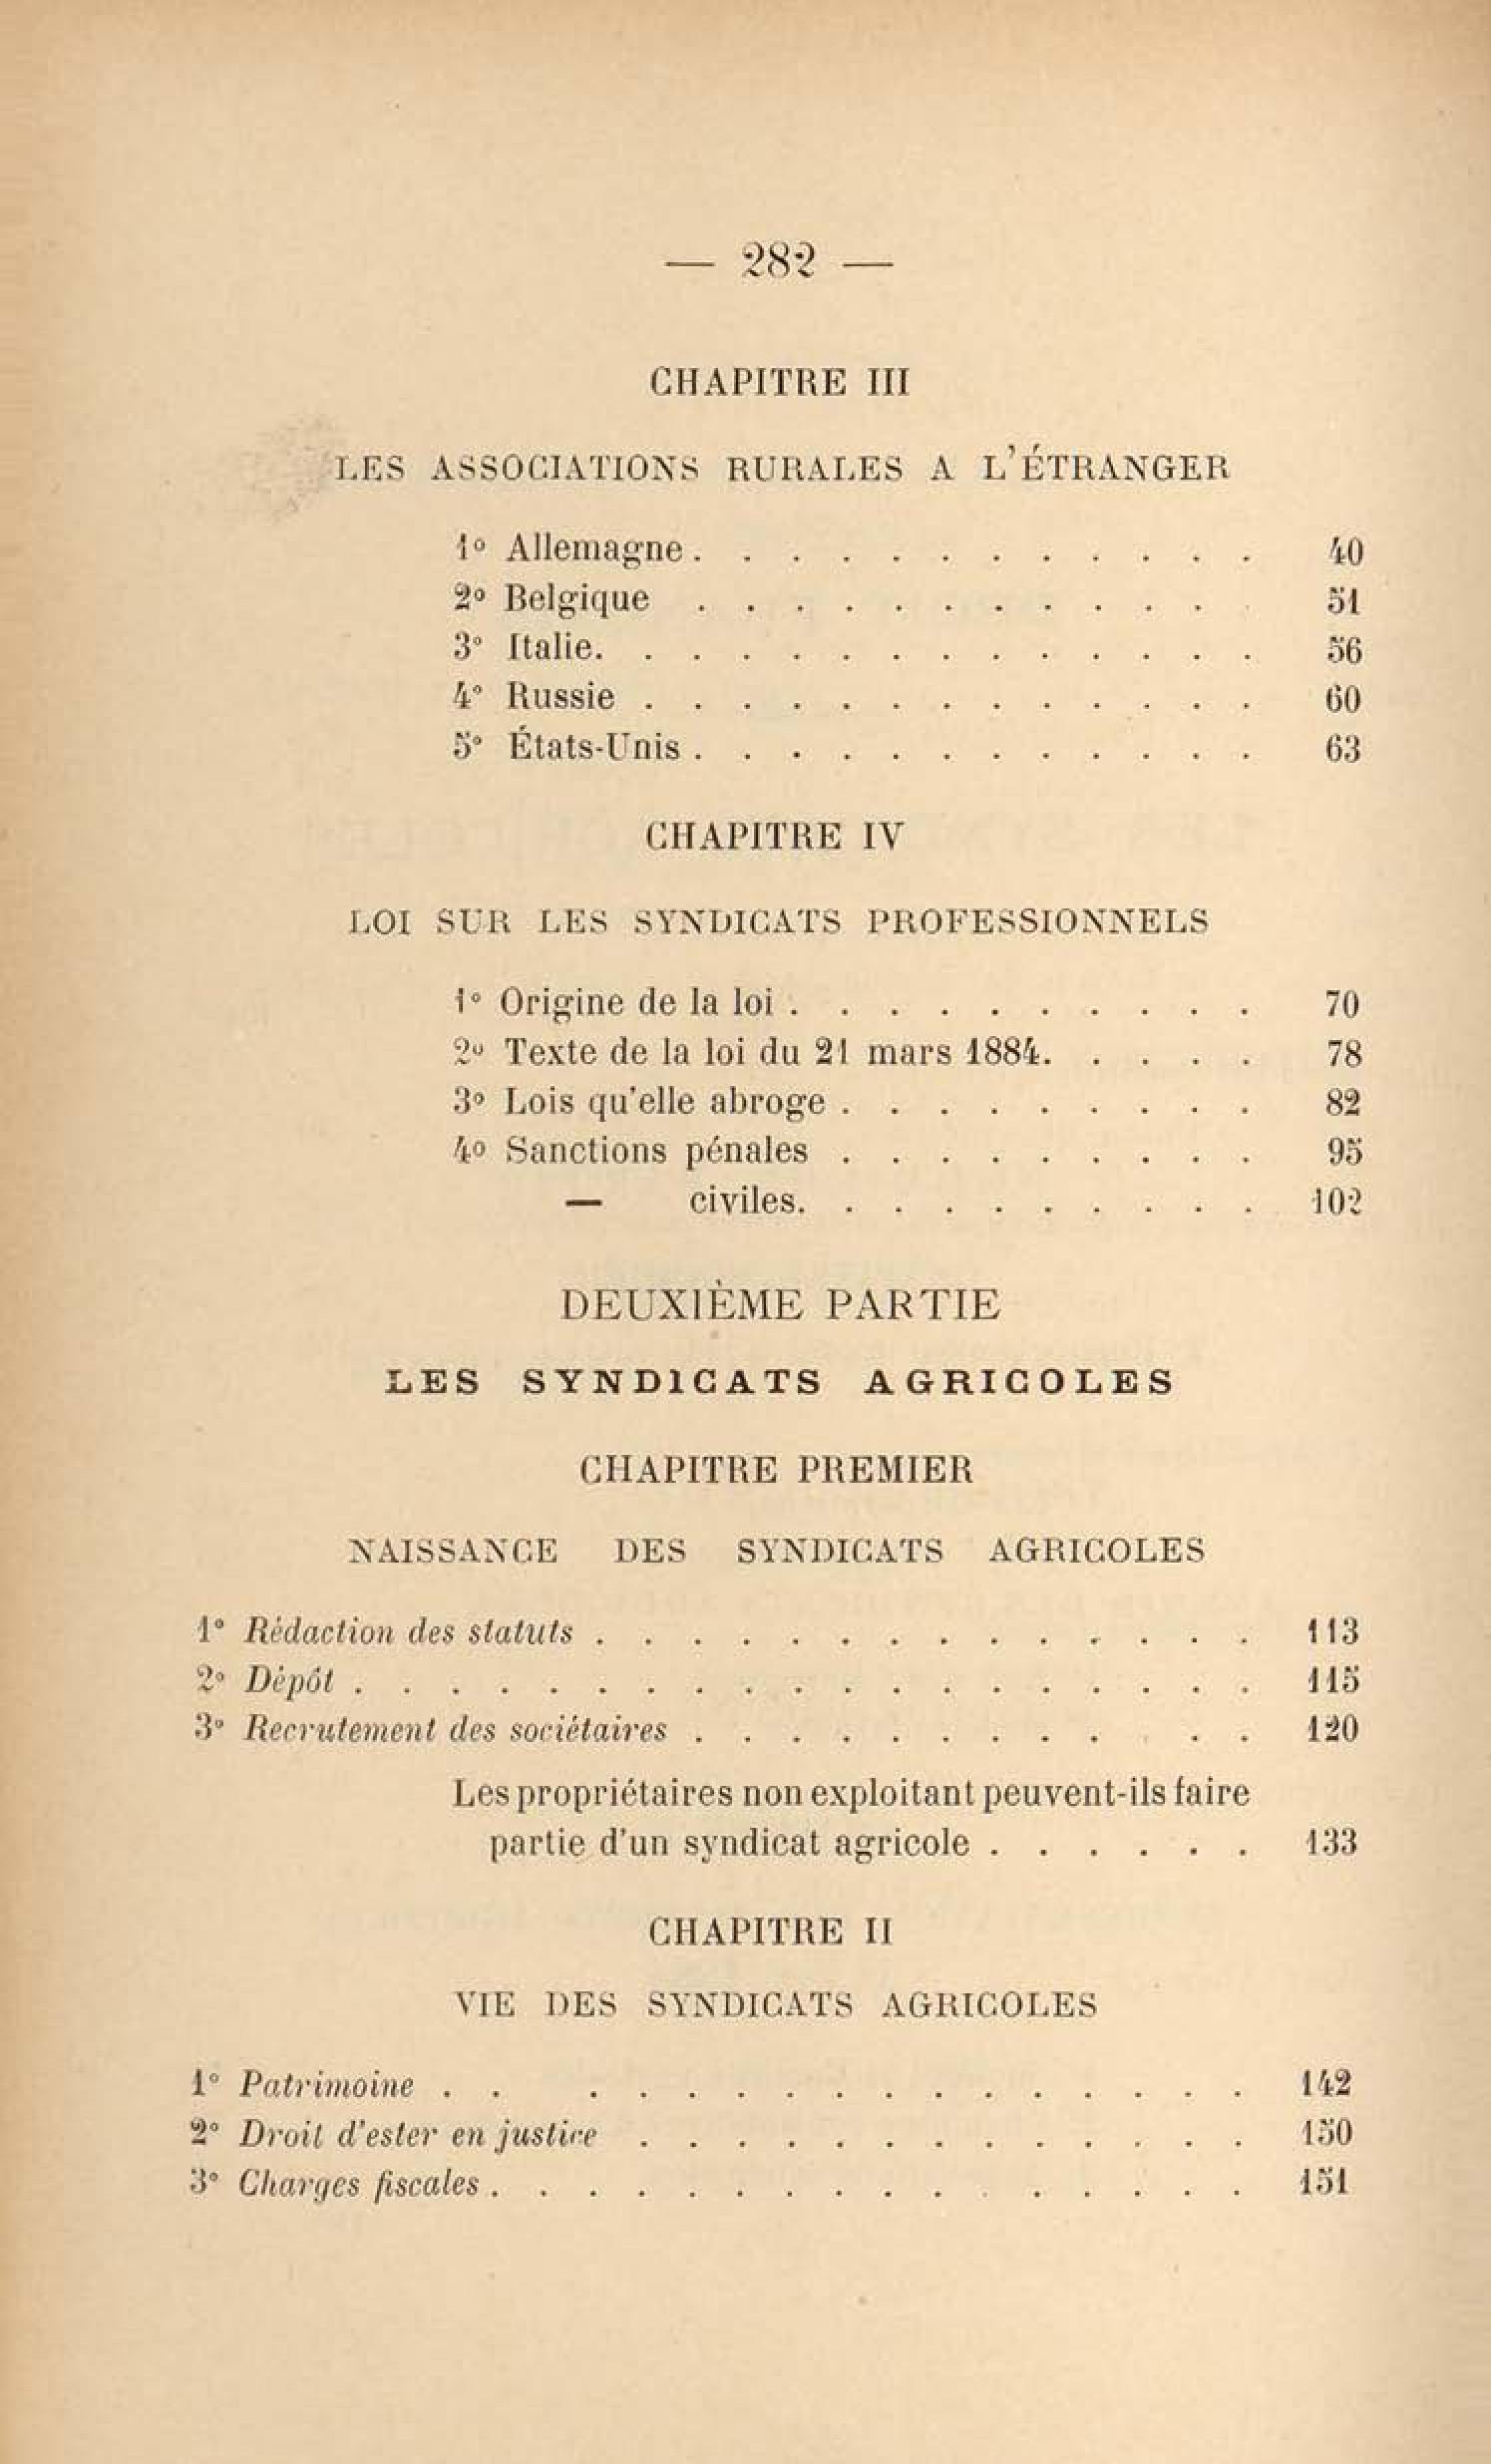 — 282 —
CHAPITRE III
LES ASSOCIATIONS RURALES A L'ÉTRANGER
1° Allemagne. . . . . . . . . . . . 40
2° Belgique . . . . . . . . . . . 51
3° Italie. . . . . . . . . . . . . . 56
4° Russie . . . . . . . . . . . . . 60
5° États-Unis . . . . . . . . . . . . 63
CHAPITRE IV
LOI SUR LES SYNDICATS PROFESSIONNELS
1° Origine de la loi . . . . . . . . . . 70
2° Texte de la loi du 21 mars 1884. . . . . 78
3° Lois qu'elle abroge . . . . . . . . . 82
4° Sanctions pénales . . . . . . . . . 95
— civiles. . . . . . . . . . 102
DEUXIÈME PARTIE
LES SYNDICATS AGRICOLES
CHAPITRE PREMIER
NAISSANCE DES SYNDICATS AGRICOLES
1° Rédaction des statuts . . . . . . . . . . . . . . 113
2° Dépôt . . . . . . . . . . . . . . . . . . . 115
3° Recrutement des sociétaires . . . . . . . . . . . 120
Les propriétaires non exploitant peuvent-ils faire
partie d'un syndicat agricole . . . . . . 133
CHAPITRE II
VIE DES SYNDICATS AGRICOLES
1° Patrimoine . . . . . . . . . . . . . . . . 142
2° Droit d'ester en justice . . . . . . . . . . . . . 150
3° Charges fiscales . . . . . . . . . . . . . . . . 151